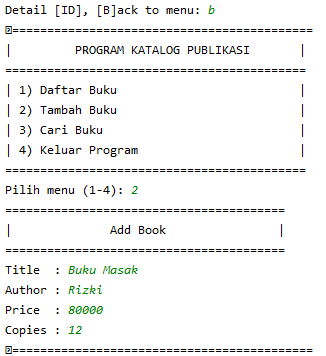 Detail [ID], [B]ack to menu: b
===========================================
|         PROGRAM KATALOG PUBLIKASI       |
===========================================
| 1) Daftar Buku                          |
| 2) Tambah Buku                          |
| 3) Cari Buku                            |
| 4) Keluar Program                       |
===========================================
Pilih menu (1-4): 2
========================================
|              Add Book                |
========================================
Title  : Buku Masak
Author : Rizki
Price  : 80000
Copies : 12
===========================================